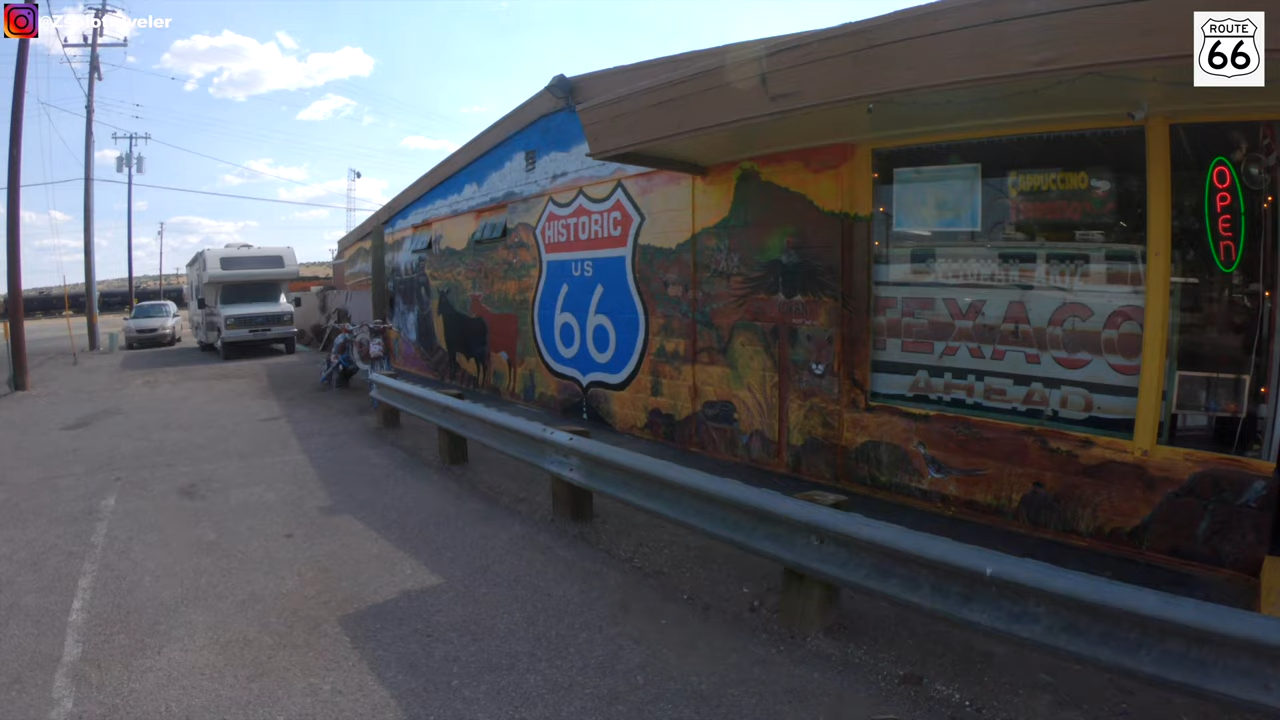 ROUTE
66
HISTORIC
US
66
CAPPUCCINO
OPEN
TEXACO
AHEAD